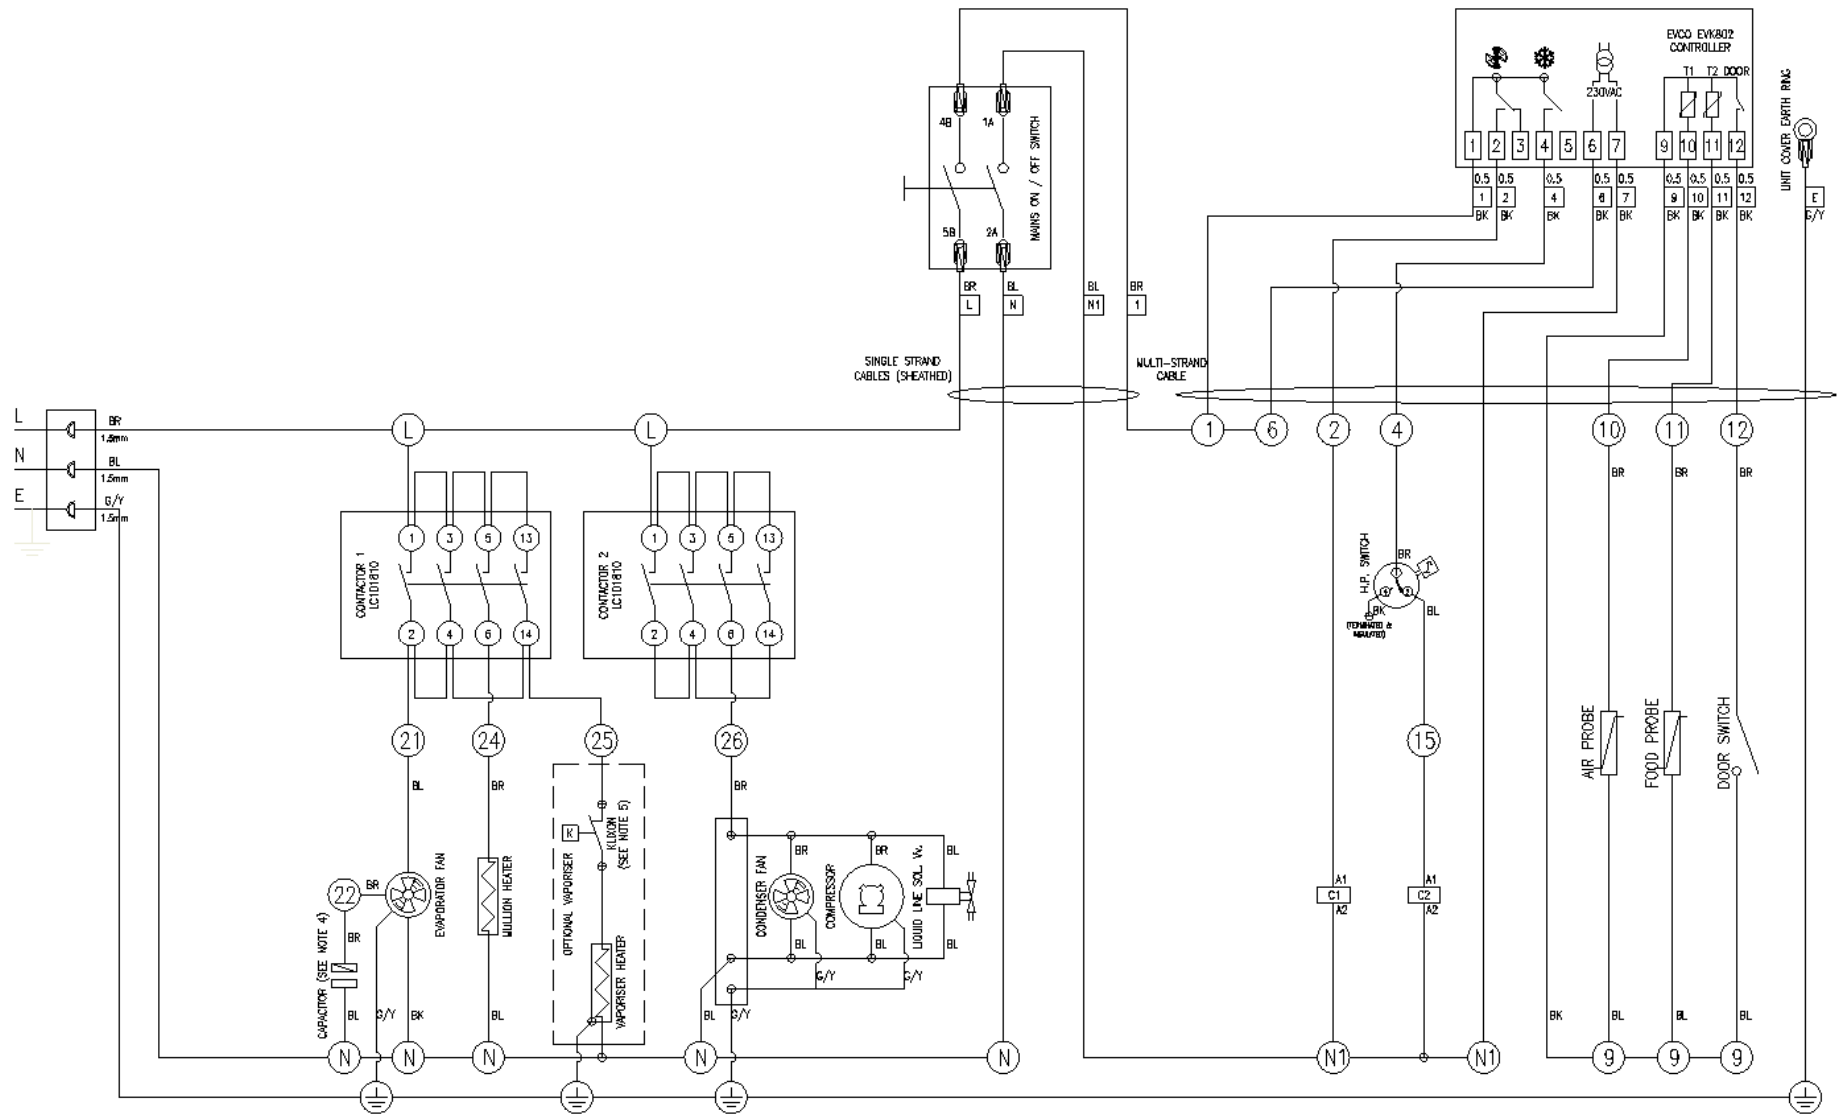 EVCO EVK802
CONTROLLER
T1 T2 DOOR
230VAC
1 2 3 4 5 6 7 9 10 11 12
0.5 0.5 0.5 0.5 0.5 0.5 0.5 0.5 0.5
1 2 4 6 7 9 10 11 12 E
BK BK BK BK BK BK BK BK BK G/Y
UNIT COVER EARTH RING
4B 1A
MAINS ON / OFF SWITCH
5B 2A
BR BL BL BR
L N N1 1
SINGLE STRAND
CABLES (SHEATHED)
MULTI-STRAND
CABLE
L BR
1.5mm
N BL
1.5mm
E G/Y
1.5mm
L L 1 6 2 4 10 11 12
BR BR BR
CONTACTOR 1
LC1D1810
1 3 5 13
2 4 6 14
CONTACTOR 2
LC1D1810
1 3 5 13
2 4 6 14
H.P. SWITCH
BR
BK BL
(TERMINATED &
INSULATED)
21 24 25 26 15
BL BR BR
AIR PROBE
FOOD PROBE
DOOR SWITCH
K
KLIXON
(SEE NOTE 5)
OPTIONAL VAPORISER
VAPORISER HEATER
22 BR
EVAPORATOR FAN
MULLION HEATER
CAPACITOR (SEE NOTE 4)
BR
BL G/Y BK BL
BR BR BL
CONDENSER FAN
COMPRESSOR
LIQUID LINE SOL. V.
BL BL BL
G/Y G/Y
BL G/Y
A1 A1
C1 C2
A2 A2
BK BL BL BL
N N N N N N1 N1 9 9 9